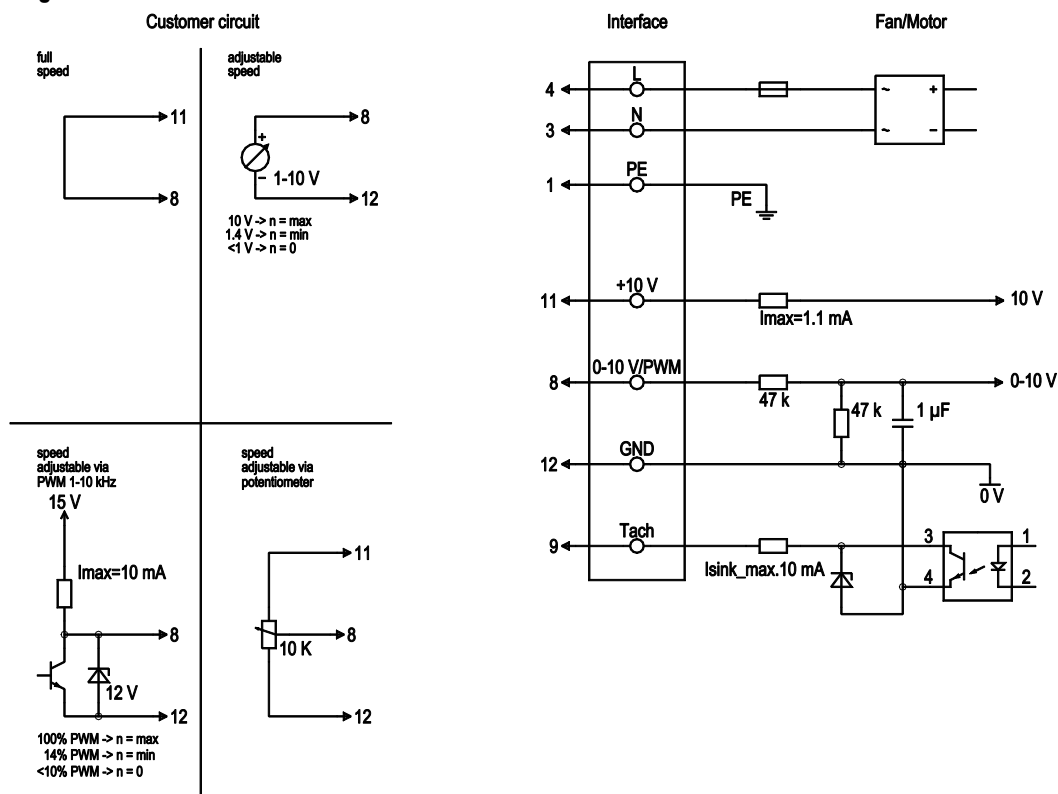 Customer circuit
Interface
Fan/Motor
full
speed
11
8
adjustable
speed
+
8
− 1-10 V
12
10 V -> n = max
1.4 V -> n = min
<1 V -> n = 0
speed
adjustable via
PWM 1-10 kHz
15 V
Imax=10 mA
8
12 V
12
100% PWM -> n = max
14% PWM -> n = min
<10% PWM -> n = 0
speed
adjustable via
potentiometer
11
8
10 K
12
4
L
~
+
3
N
~
−
1
PE
PE
11
+10 V
10 V
Imax=1.1 mA
8
0-10 V/PWM
0-10 V
47 k
47 k
1 µF
12
GND
0 V
9
Tach
Isink_max.10 mA
3
1
4
2